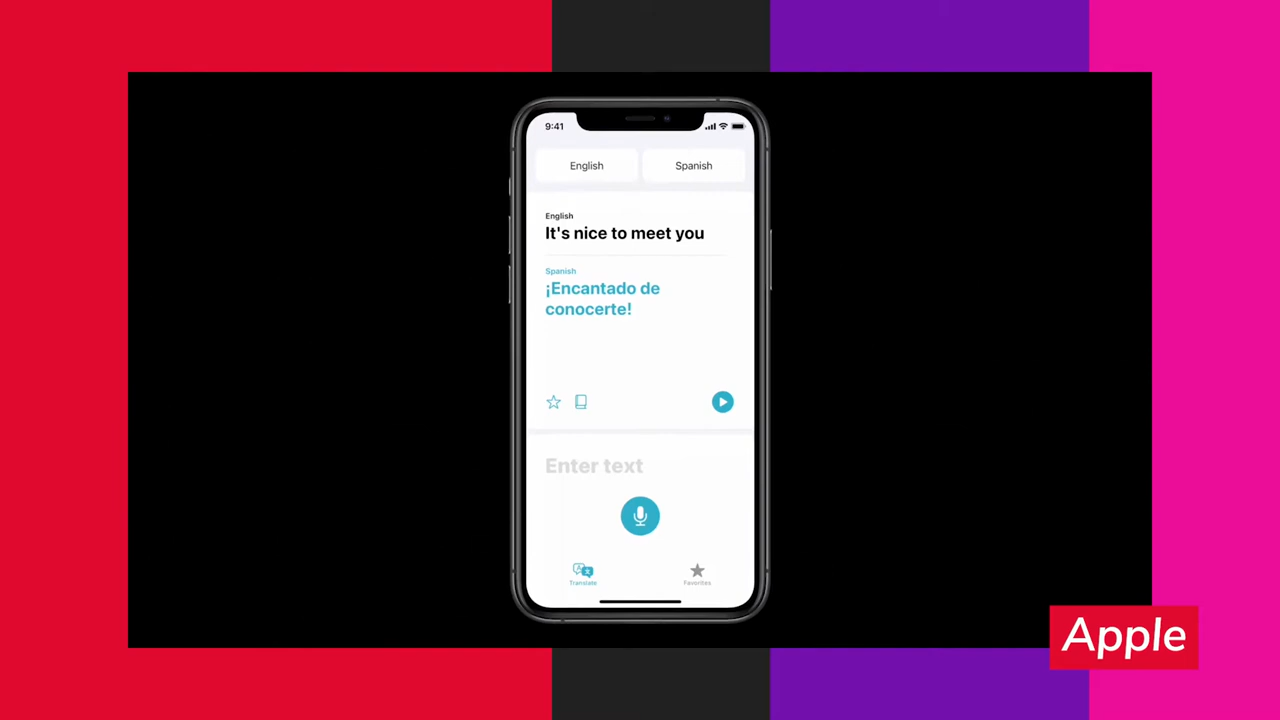 9:41
English
Spanish
English
It's nice to meet you
Spanish
¡Encantado de
conocerte!
Enter text
Translate
Favorites
Apple